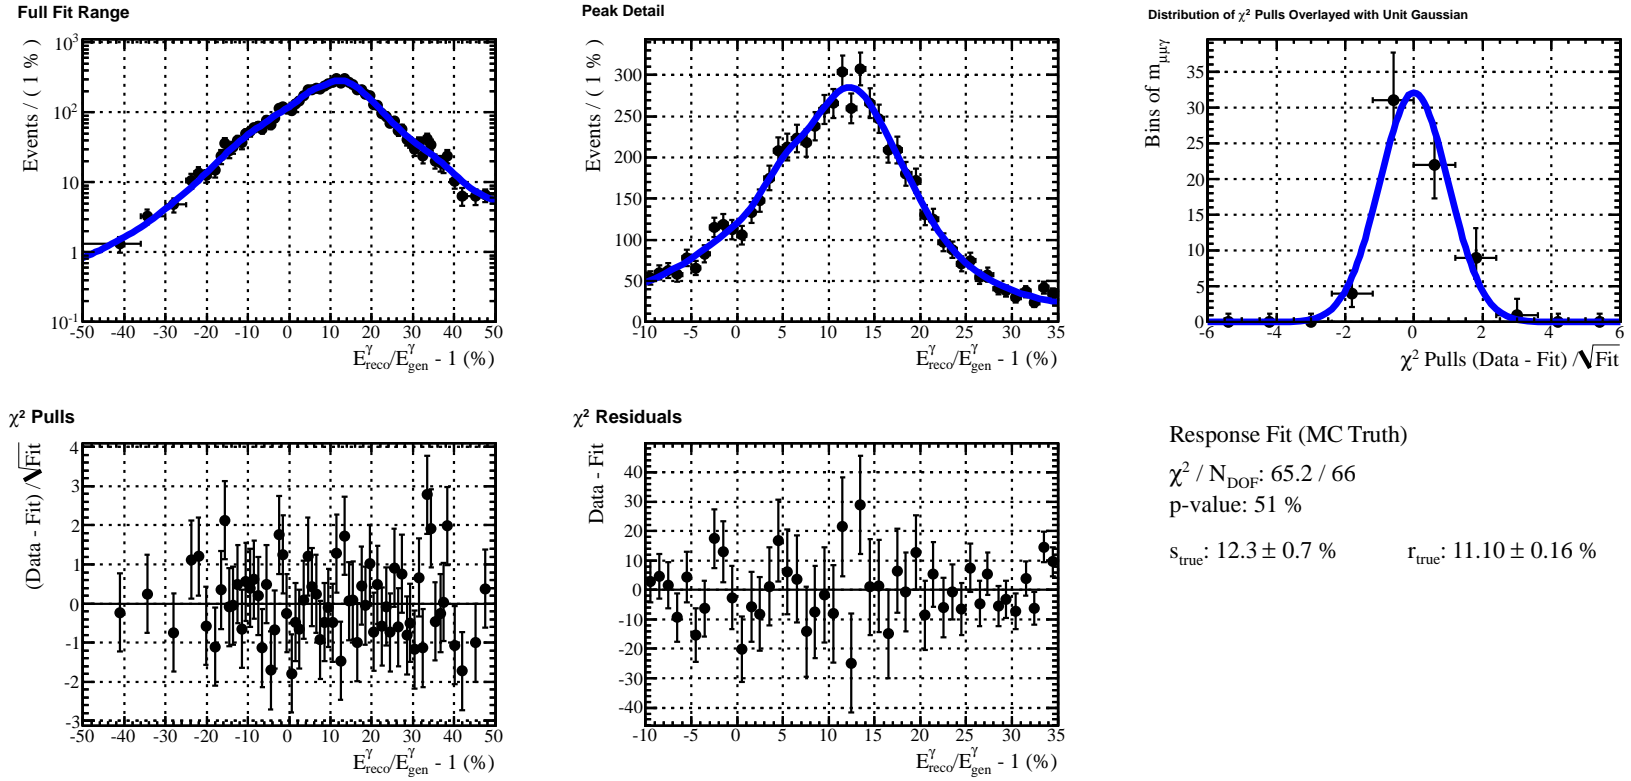 Full Fit Range
Events / ( 1 % )
10³
10²
10
1
10⁻¹
-50 -40 -30 -20 -10 0 10 20 30 40 50
E^γ_reco/E^γ_gen - 1 (%)
Peak Detail
Events / ( 1 % )
300
250
200
150
100
50
0
-10 -5 0 5 10 15 20 25 30 35
E^γ_reco/E^γ_gen - 1 (%)
Distribution of χ² Pulls Overlayed with Unit Gaussian
Bins of m_μμγ
35
30
25
20
15
10
5
0
-6 -4 -2 0 2 4 6
χ² Pulls (Data - Fit) /√Fit
χ² Pulls
(Data - Fit) /√Fit
4
3
2
1
0
-1
-2
-3
-50 -40 -30 -20 -10 0 10 20 30 40 50
E^γ_reco/E^γ_gen - 1 (%)
χ² Residuals
Data - Fit
40
30
20
10
0
-10
-20
-30
-40
-10 -5 0 5 10 15 20 25 30 35
E^γ_reco/E^γ_gen - 1 (%)
Response Fit (MC Truth)
χ² / N_DOF: 65.2 / 66
p-value: 51 %
s_true: 12.3 ± 0.7 % r_true: 11.10 ± 0.16 %